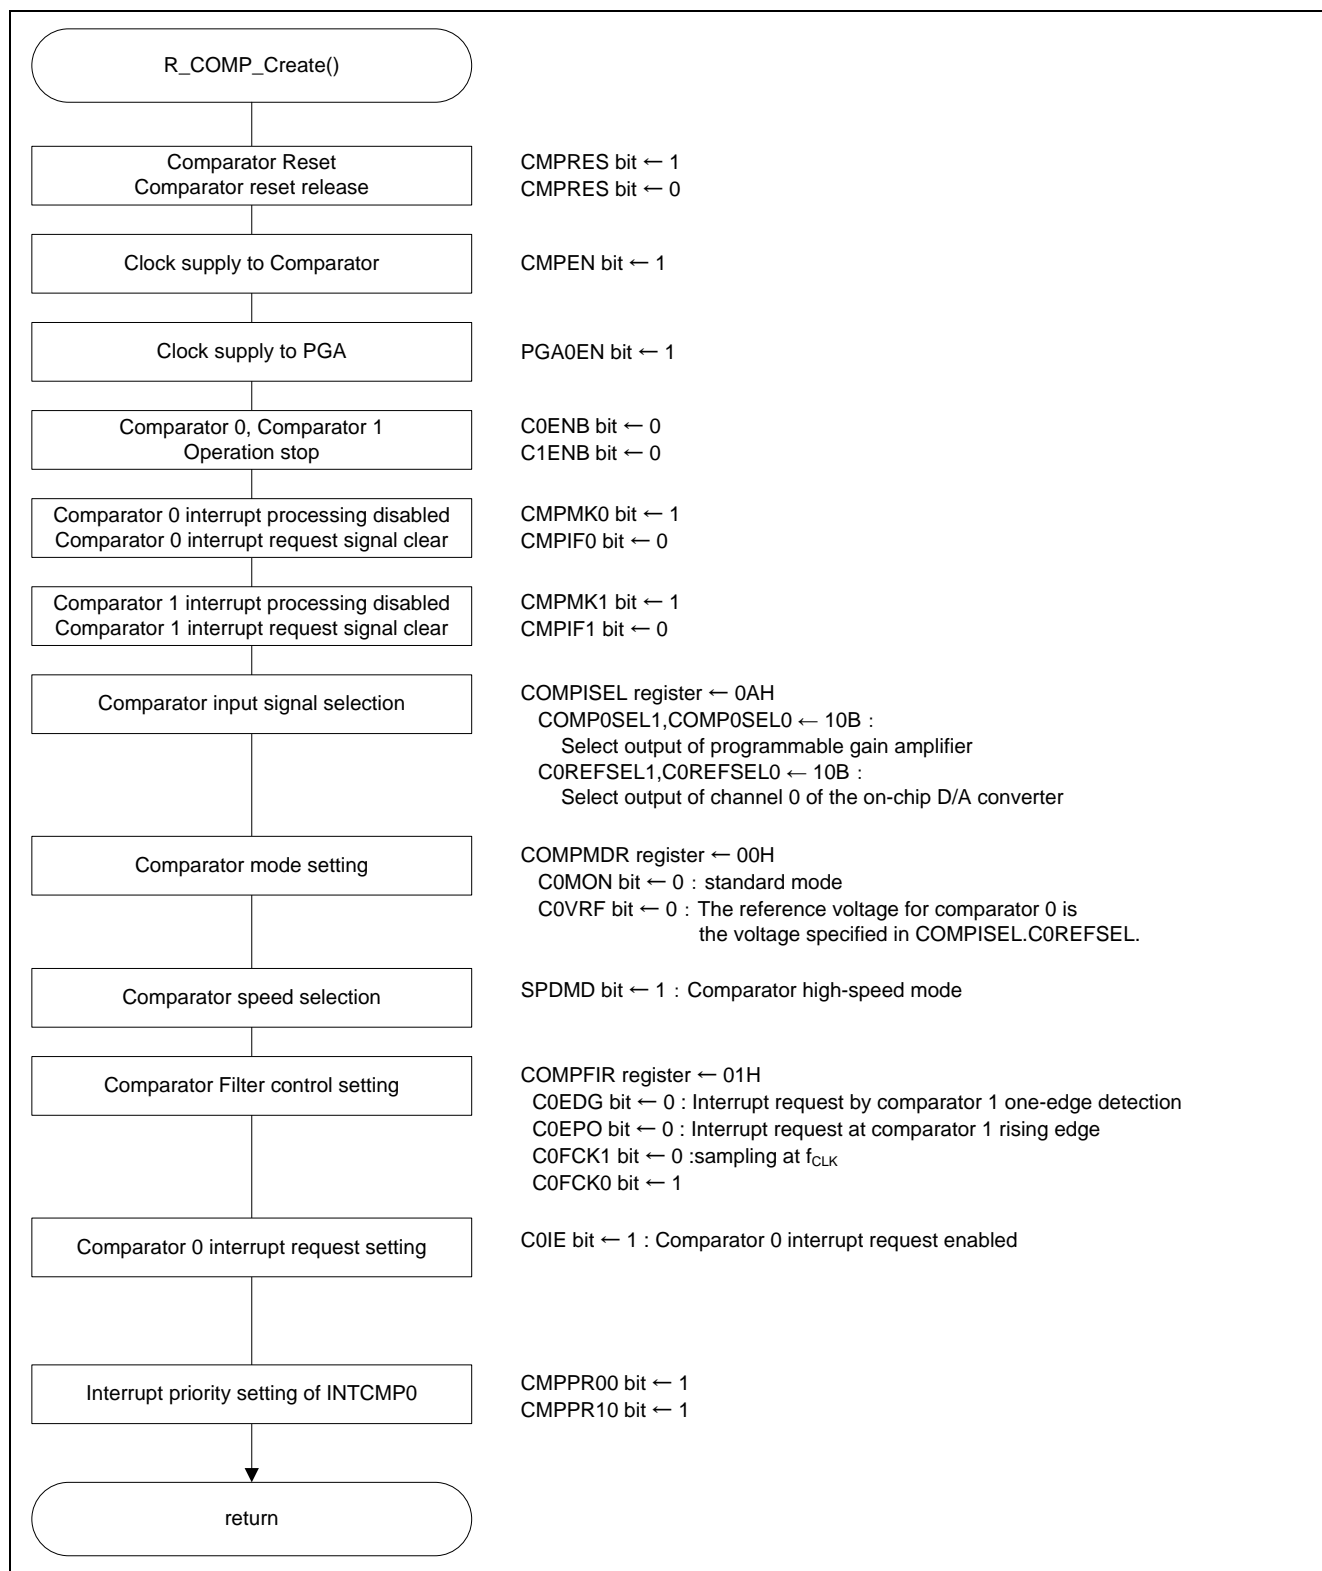 R_COMP_Create()
Comparator Reset
Comparator reset release
CMPRES bit ← 1
CMPRES bit ← 0
Clock supply to Comparator
CMPEN bit ← 1
Clock supply to PGA
PGA0EN bit ← 1
Comparator 0, Comparator 1
Operation stop
C0ENB bit ← 0
C1ENB bit ← 0
Comparator 0 interrupt processing disabled
Comparator 0 interrupt request signal clear
CMPMK0 bit ← 1
CMPIF0 bit ← 0
Comparator 1 interrupt processing disabled
Comparator 1 interrupt request signal clear
CMPMK1 bit ← 1
CMPIF1 bit ← 0
Comparator input signal selection
COMPISEL register ← 0AH
COMP0SEL1,COMP0SEL0 ← 10B :
Select output of programmable gain amplifier
C0REFSEL1,C0REFSEL0 ← 10B :
Select output of channel 0 of the on-chip D/A converter
Comparator mode setting
COMPMDR register ← 00H
C0MON bit ← 0 : standard mode
C0VRF bit ← 0 : The reference voltage for comparator 0 is
the voltage specified in COMPISEL.C0REFSEL.
Comparator speed selection
SPDMD bit ← 1 : Comparator high-speed mode
Comparator Filter control setting
COMPFIR register ← 01H
C0EDG bit ← 0 : Interrupt request by comparator 1 one-edge detection
C0EPO bit ← 0 : Interrupt request at comparator 1 rising edge
C0FCK1 bit ← 0 :sampling at fCLK
C0FCK0 bit ← 1
Comparator 0 interrupt request setting
C0IE bit ← 1 : Comparator 0 interrupt request enabled
Interrupt priority setting of INTCMP0
CMPPR00 bit ← 1
CMPPR10 bit ← 1
return